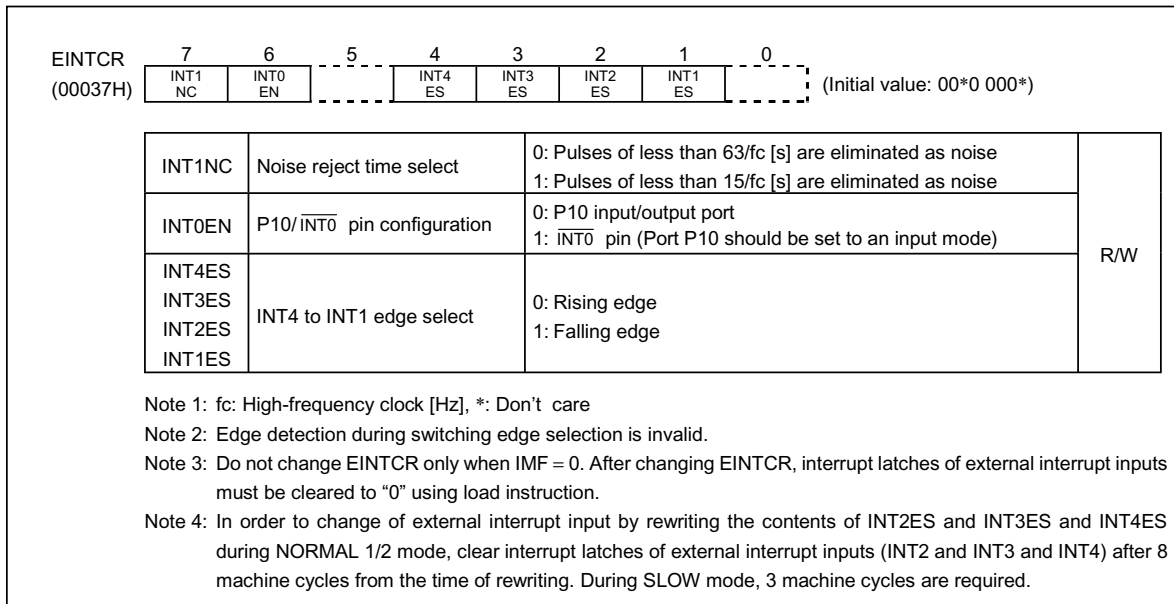 EINTCR 7 6 5 4 3 2 1 0
(00037H) INT1 NC INT0 EN INT4 ES INT3 ES INT2 ES INT1 ES (Initial value: 00*0 000*)
INT1NC Noise reject time select 0: Pulses of less than 63/fc [s] are eliminated as noise
1: Pulses of less than 15/fc [s] are eliminated as noise
INT0EN P10/INT0 pin configuration 0: P10 input/output port
1: INT0 pin (Port P10 should be set to an input mode)
R/W
INT4ES
INT3ES
INT2ES
INT1ES
INT4 to INT1 edge select
0: Rising edge
1: Falling edge
Note 1: fc: High-frequency clock [Hz], *: Don't care
Note 2: Edge detection during switching edge selection is invalid.
Note 3: Do not change EINTCR only when IMF = 0. After changing EINTCR, interrupt latches of external interrupt inputs
must be cleared to “0” using load instruction.
Note 4: In order to change of external interrupt input by rewriting the contents of INT2ES and INT3ES and INT4ES
during NORMAL 1/2 mode, clear interrupt latches of external interrupt inputs (INT2 and INT3 and INT4) after 8
machine cycles from the time of rewriting. During SLOW mode, 3 machine cycles are required.